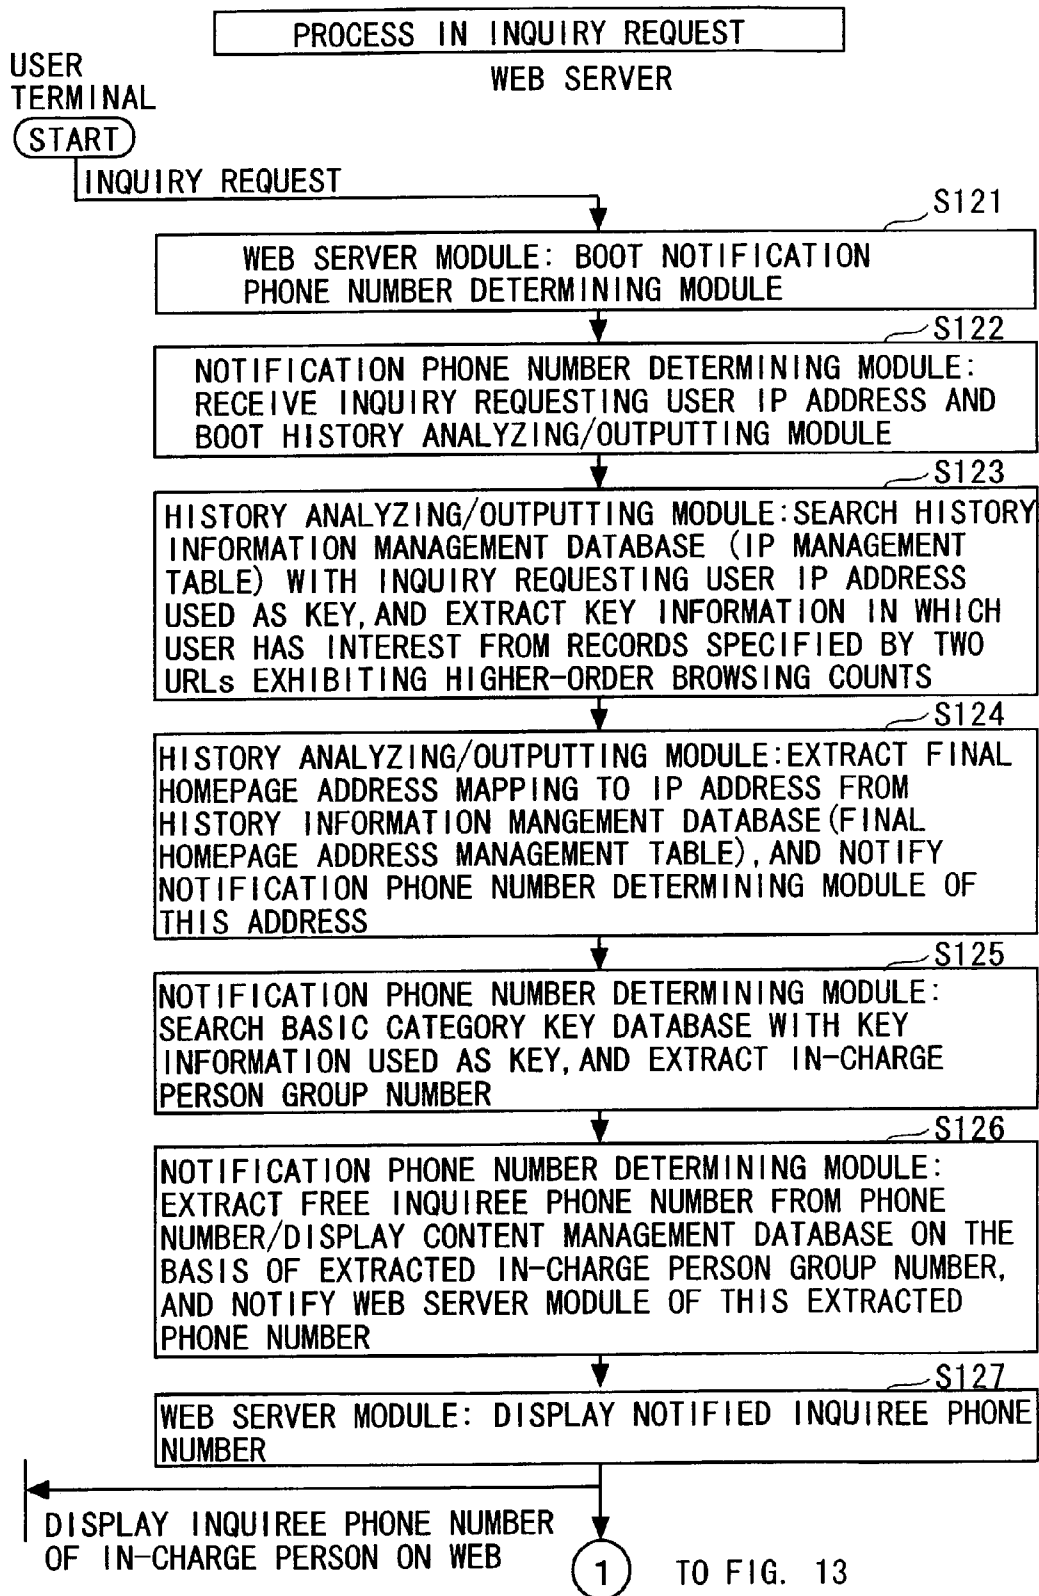 PROCESS IN INQUIRY REQUEST
USER
TERMINAL
WEB SERVER
START
INQUIRY REQUEST
S121
WEB SERVER MODULE: BOOT NOTIFICATION
PHONE NUMBER DETERMINING MODULE
S122
NOTIFICATION PHONE NUMBER DETERMINING MODULE:
RECEIVE INQUIRY REQUESTING USER IP ADDRESS AND
BOOT HISTORY ANALYZING/OUTPUTTING MODULE
S123
HISTORY ANALYZING/OUTPUTTING MODULE:SEARCH HISTORY
INFORMATION MANAGEMENT DATABASE (IP MANAGEMENT
TABLE) WITH INQUIRY REQUESTING USER IP ADDRESS
USED AS KEY, AND EXTRACT KEY INFORMATION IN WHICH
USER HAS INTEREST FROM RECORDS SPECIFIED BY TWO
URLs EXHIBITING HIGHER-ORDER BROWSING COUNTS
S124
HISTORY ANALYZING/OUTPUTTING MODULE:EXTRACT FINAL
HOMEPAGE ADDRESS MAPPING TO IP ADDRESS FROM
HISTORY INFORMATION MANGEMENT DATABASE(FINAL
HOMEPAGE ADDRESS MANAGEMENT TABLE), AND NOTIFY
NOTIFICATION PHONE NUMBER DETERMINING MODULE OF
THIS ADDRESS
S125
NOTIFICATION PHONE NUMBER DETERMINING MODULE:
SEARCH BASIC CATEGORY KEY DATABASE WITH KEY
INFORMATION USED AS KEY, AND EXTRACT IN-CHARGE
PERSON GROUP NUMBER
S126
NOTIFICATION PHONE NUMBER DETERMINING MODULE:
EXTRACT FREE INQUIREE PHONE NUMBER FROM PHONE
NUMBER/DISPLAY CONTENT MANAGEMENT DATABASE ON THE
BASIS OF EXTRACTED IN-CHARGE PERSON GROUP NUMBER,
AND NOTIFY WEB SERVER MODULE OF THIS EXTRACTED
PHONE NUMBER
S127
WEB SERVER MODULE: DISPLAY NOTIFIED INQUIREE PHONE
NUMBER
DISPLAY INQUIREE PHONE NUMBER
OF IN-CHARGE PERSON ON WEB
1 TO FIG. 13